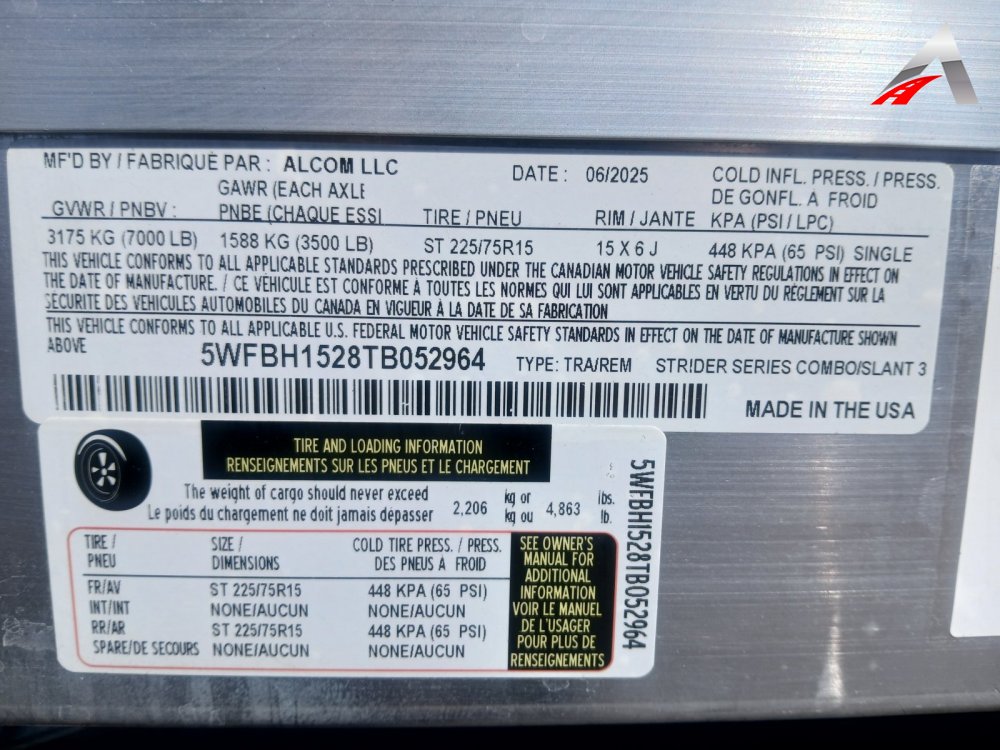 MF'D BY / FABRIQUÉ PAR : ALCOM LLC DATE : 06/2025 COLD INFL. PRESS. / PRESS.
GAWR (EACH AXLE DE GONFL. A FROID
GVWR / PNBV : PNBE (CHAQUE ESSI TIRE / PNEU RIM / JANTE KPA (PSI / LPC)
3175 KG (7000 LB) 1588 KG (3500 LB) ST 225/75R15 15 X 6 J 448 KPA (65 PSI) SINGLE
THIS VEHICLE CONFORMS TO ALL APPLICABLE STANDARDS PRESCRIBED UNDER THE CANADIAN MOTOR VEHICLE SAFETY REGULATIONS IN EFFECT ON
THE DATE OF MANUFACTURE. / CE VEHICULE EST CONFORME À TOUTES LES NORMES QUI LUI SONT APPLICABLES EN VERTU DU RÈGLEMENT SUR LA
SÉCURITE DES VEHICULES AUTOMOBILES DU CANADA EN VIGUEUR À LA DATE DE SA FABRICATION
THIS VEHICLE CONFORMS TO ALL APPLICABLE U.S. FEDERAL MOTOR VEHICLE SAFETY STANDARDS IN EFFECT ON THE DATE OF MANUFACTURE SHOWN
ABOVE 5WFBH1528TB052964 TYPE: TRA/REM STRIDER SERIES COMBO/SLANT 3
MADE IN THE USA
TIRE AND LOADING INFORMATION
RENSEIGNEMENTS SUR LES PNEUS ET LE CHARGEMENT
The weight of cargo should never exceed kg or lbs.
Le poids du chargement ne doit jamais depasser 2,206 kg ou 4,863 lb.
TIRE / SIZE / COLD TIRE PRESS. / PRESS.
PNEU DIMENSIONS DES PNEUS A FROID
FR/AV ST 225/75R15 448 KPA (65 PSI)
INT/INT NONE/AUCUN NONE/AUCUN
RR/AR ST 225/75R15 448 KPA (65 PSI)
SPARE/DE SECOURS NONE/AUCUN NONE/AUCUN
SEE OWNER'S
MANUAL FOR
ADDITIONAL
INFORMATION
VOIR LE MANUEL
DE L'USAGER
POUR PLUS DE
RENSEIGNEMENTS
5WFBH1528TB052964